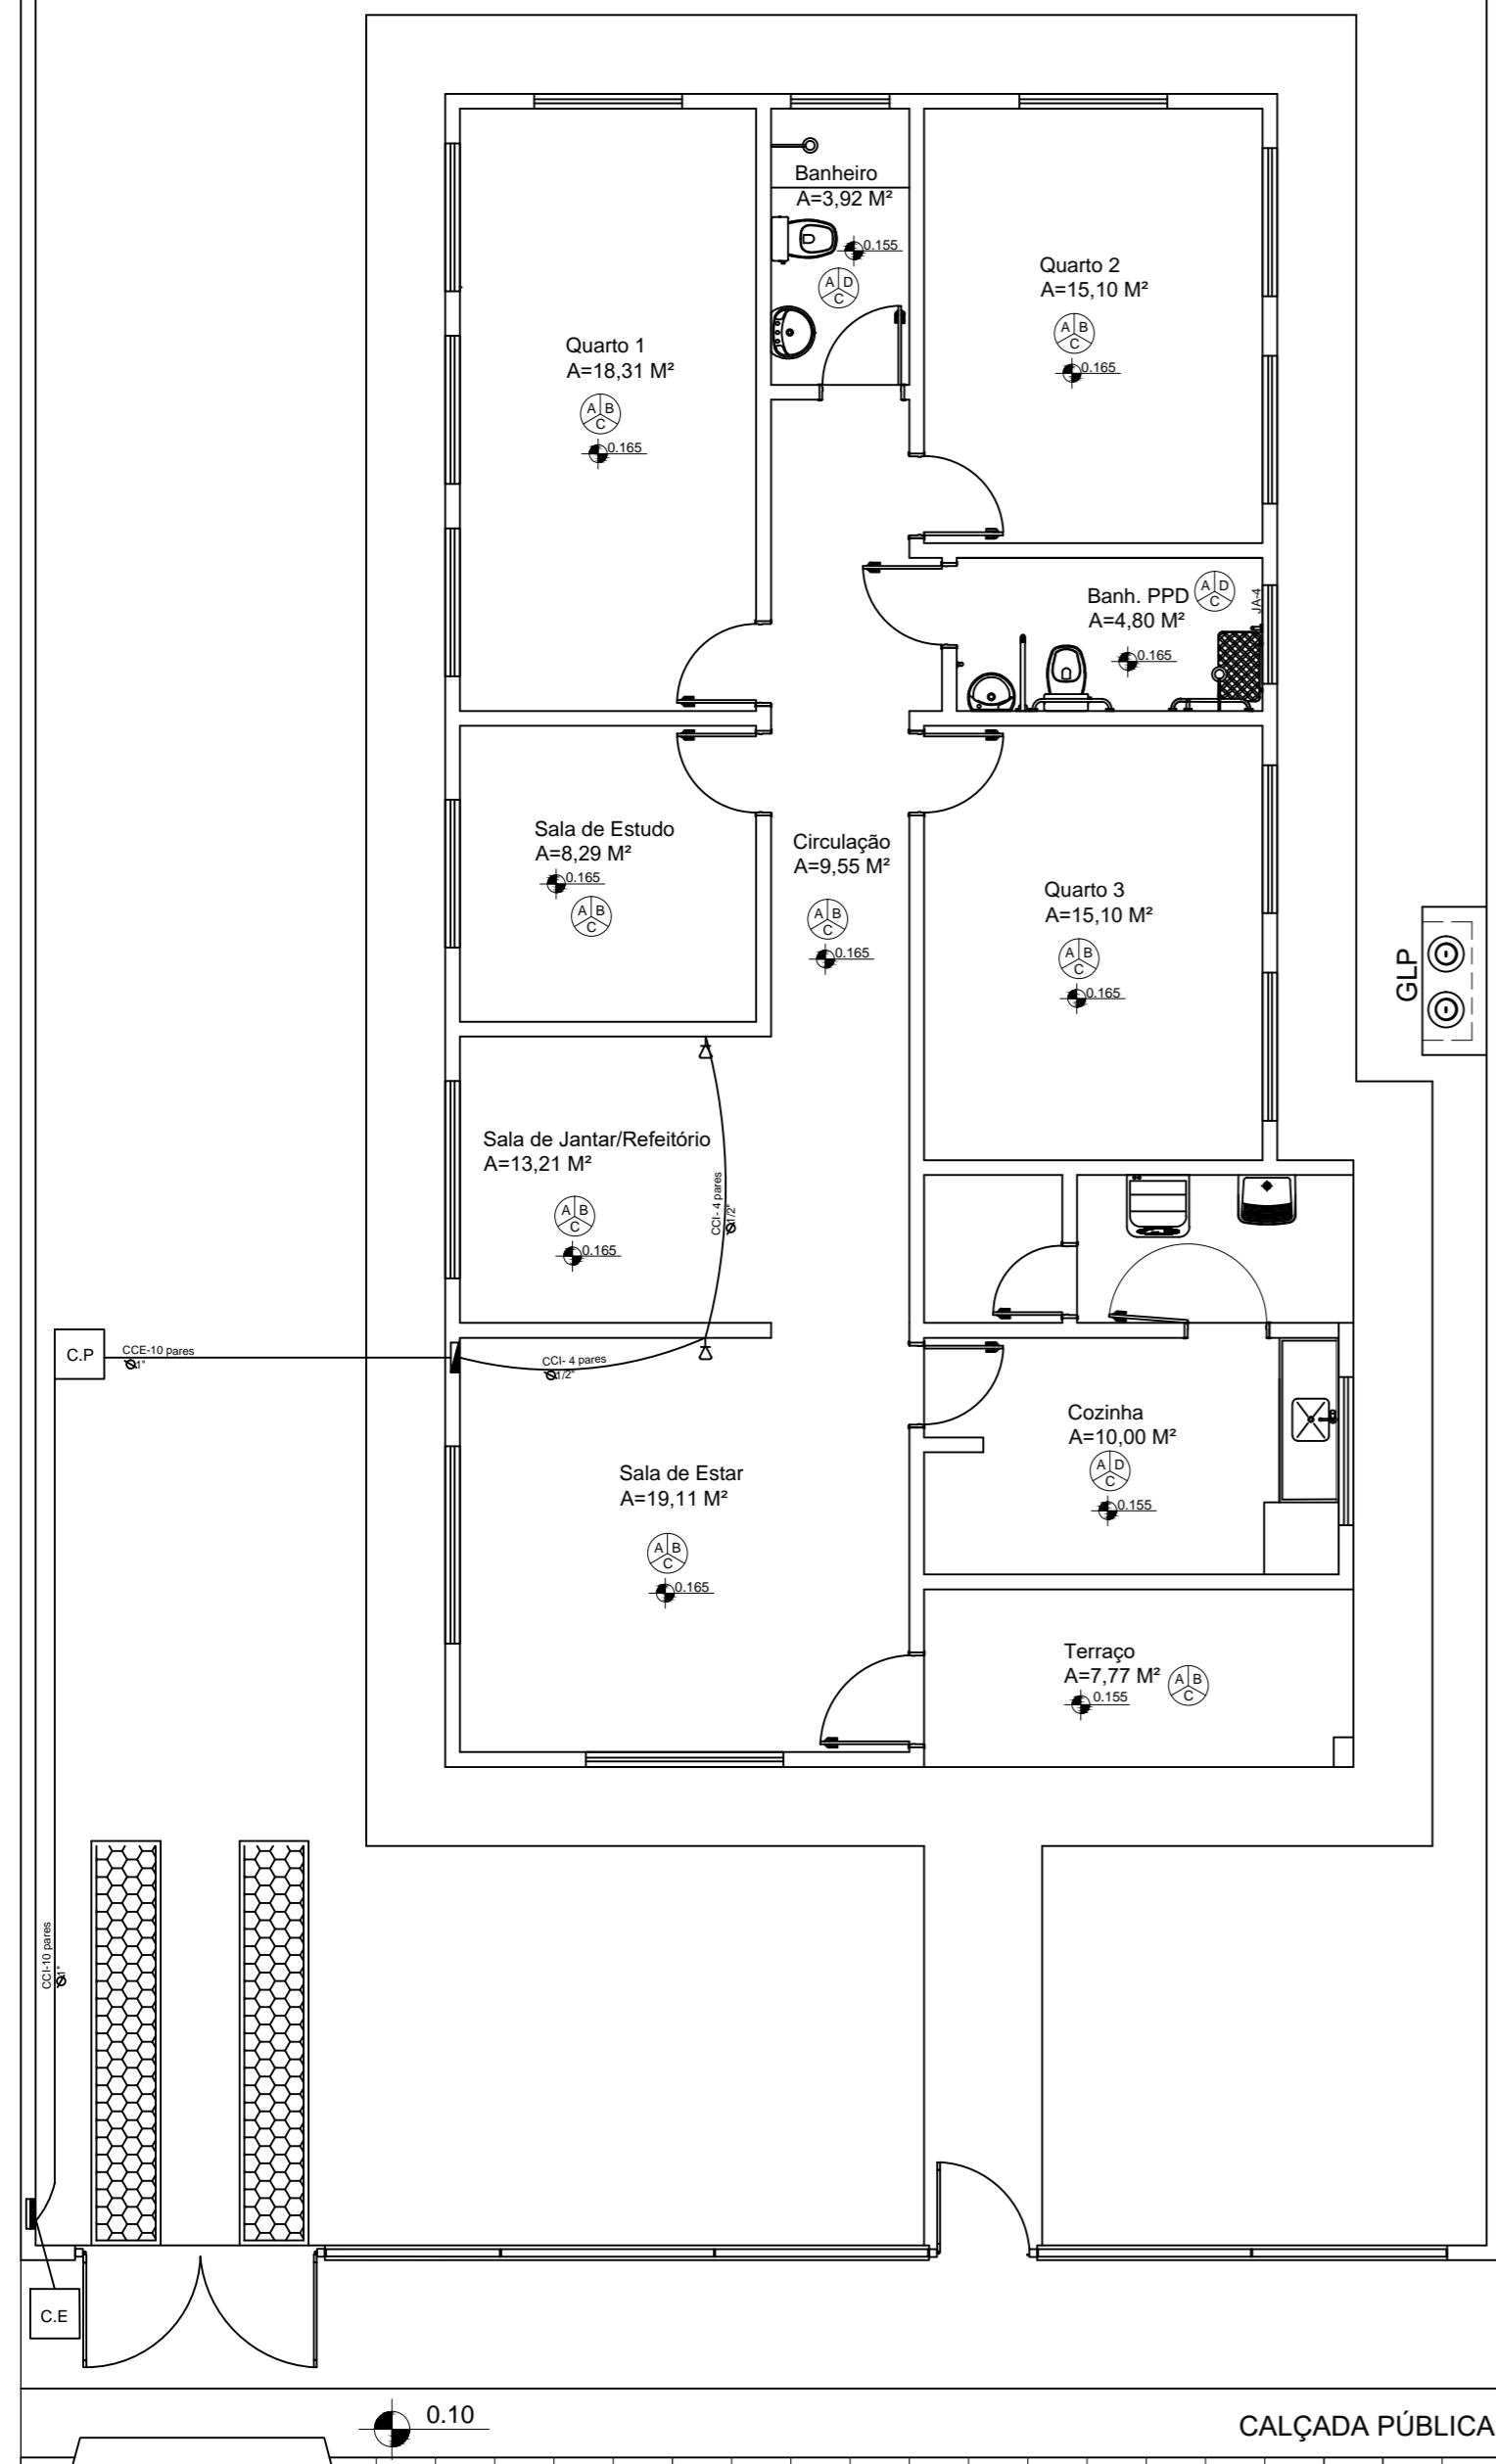 Banheiro
A=3,92 M²
0.155
A D
C
Quarto 2
A=15,10 M²
A B
C
0.165
Quarto 1
A=18,31 M²
A B
C
0.165
Banh. PPD
A=4,80 M²
A D
C
0.165
JA-4
Sala de Estudo
A=8,29 M²
0.165
A B
C
Circulação
A=9,55 M²
A B
C
0.165
Quarto 3
A=15,10 M²
A B
C
0.165
GLP
Sala de Jantar/Refeitório
A=13,21 M²
A B
C
0.165
CCI- 4 pares
Ø1/2"
C.P
CCE-10 pares
Ø1"
CCI- 4 pares
Ø1/2"
Cozinha
A=10,00 M²
A D
C
0.155
Sala de Estar
A=19,11 M²
A B
C
0.165
Terraço
A=7,77 M²
A B
C
0.155
CCI-10 pares
Ø1"
C.E
0.10
CALÇADA PÚBLICA